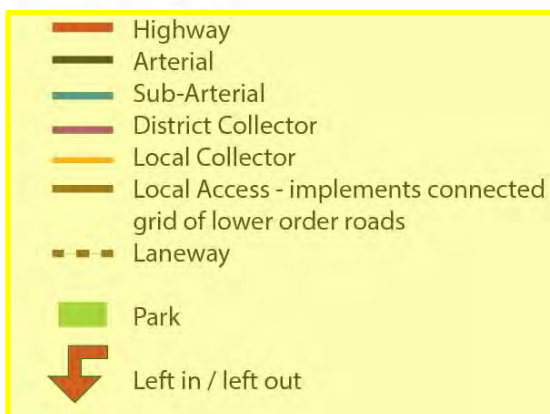 Highway
Arterial
Sub-Arterial
District Collector
Local Collector
Local Access - implements connected
grid of lower order roads
Laneway
Park
Left in / left out